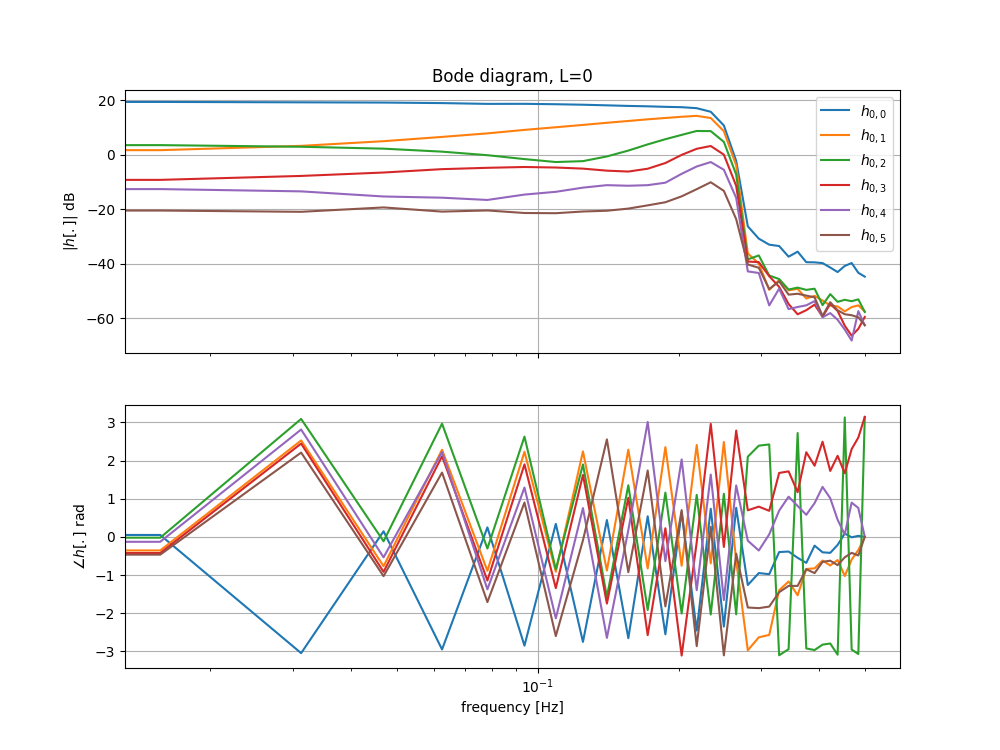 Bode diagram, L=0
|h[.]| dB
20
0
−20
−40
−60
h0,0
h0,1
h0,2
h0,3
h0,4
h0,5
∠h[.] rad
3
2
1
0
−1
−2
−3
10−1
frequency [Hz]